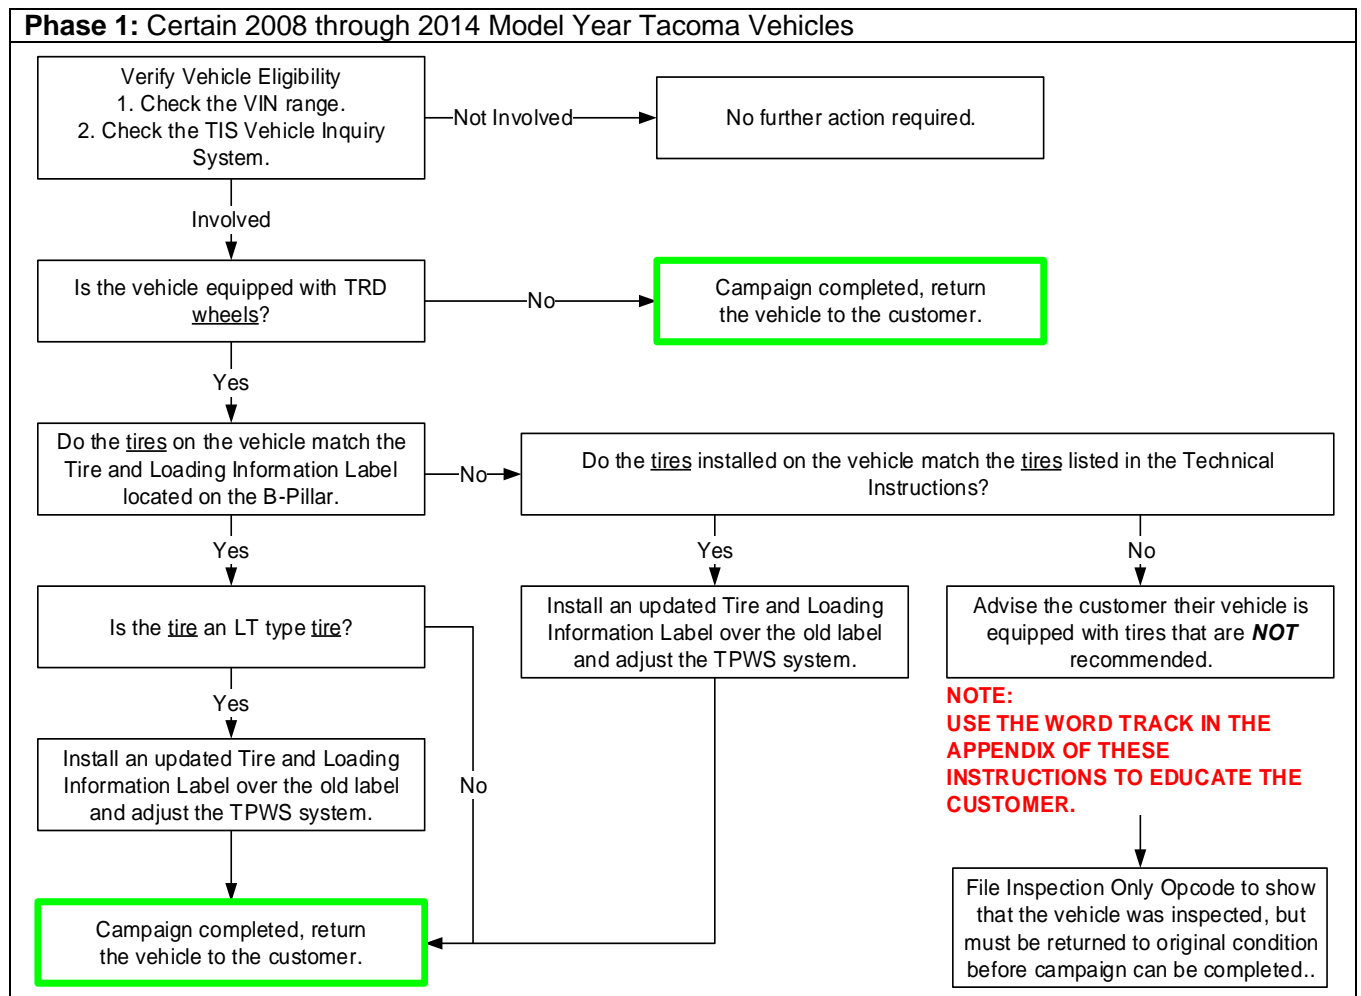 Phase 1: Certain 2008 through 2014 Model Year Tacoma Vehicles
Verify Vehicle Eligibility
1. Check the VIN range.
2. Check the TIS Vehicle Inquiry
System.
Not Involved
No further action required.
Involved
Is the vehicle equipped with TRD
wheels?
No
Campaign completed, return
the vehicle to the customer.
Yes
Do the tires on the vehicle match the
Tire and Loading Information Label
located on the B-Pillar.
No
Do the tires installed on the vehicle match the tires listed in the Technical
Instructions?
Yes
Yes
No
Is the tire an LT type tire?
Install an updated Tire and Loading
Information Label over the old label
and adjust the TPWS system.
Advise the customer their vehicle is
equipped with tires that are NOT
recommended.
Yes
NOTE:
USE THE WORD TRACK IN THE
APPENDIX OF THESE
INSTRUCTIONS TO EDUCATE THE
CUSTOMER.
Install an updated Tire and Loading
Information Label over the old label
and adjust the TPWS system.
No
File Inspection Only Opcode to show
that the vehicle was inspected, but
must be returned to original condition
before campaign can be completed..
Campaign completed, return
the vehicle to the customer.